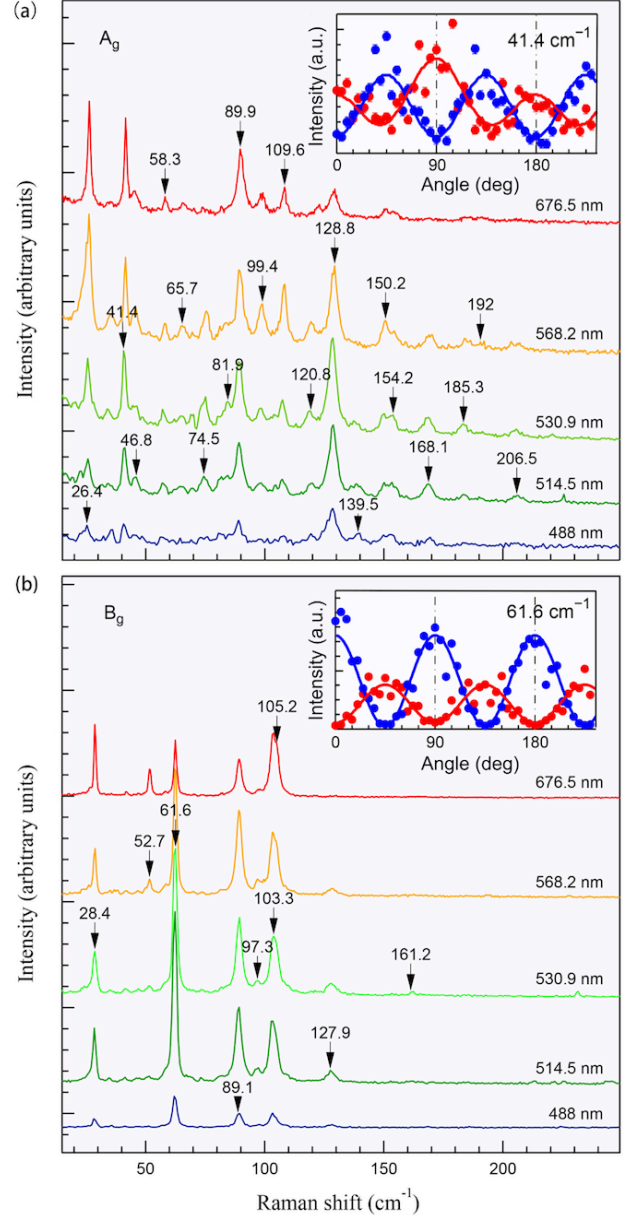 (a)
A_g
41.4 cm⁻¹
Intensity (a.u.)
0 90 180
Angle (deg)
89.9
58.3
109.6
676.5 nm
128.8
99.4
65.7
150.2
192
41.4
568.2 nm
81.9
120.8
154.2
185.3
530.9 nm
46.8
74.5
168.1
206.5
514.5 nm
26.4
139.5
488 nm
Intensity (arbitrary units)
(b)
B_g
61.6 cm⁻¹
Intensity (a.u.)
0 90 180
Angle (deg)
105.2
676.5 nm
61.6
52.7
568.2 nm
28.4
97.3
103.3
161.2
530.9 nm
127.9
514.5 nm
89.1
488 nm
Intensity (arbitrary units)
50 100 150 200
Raman shift (cm⁻¹)